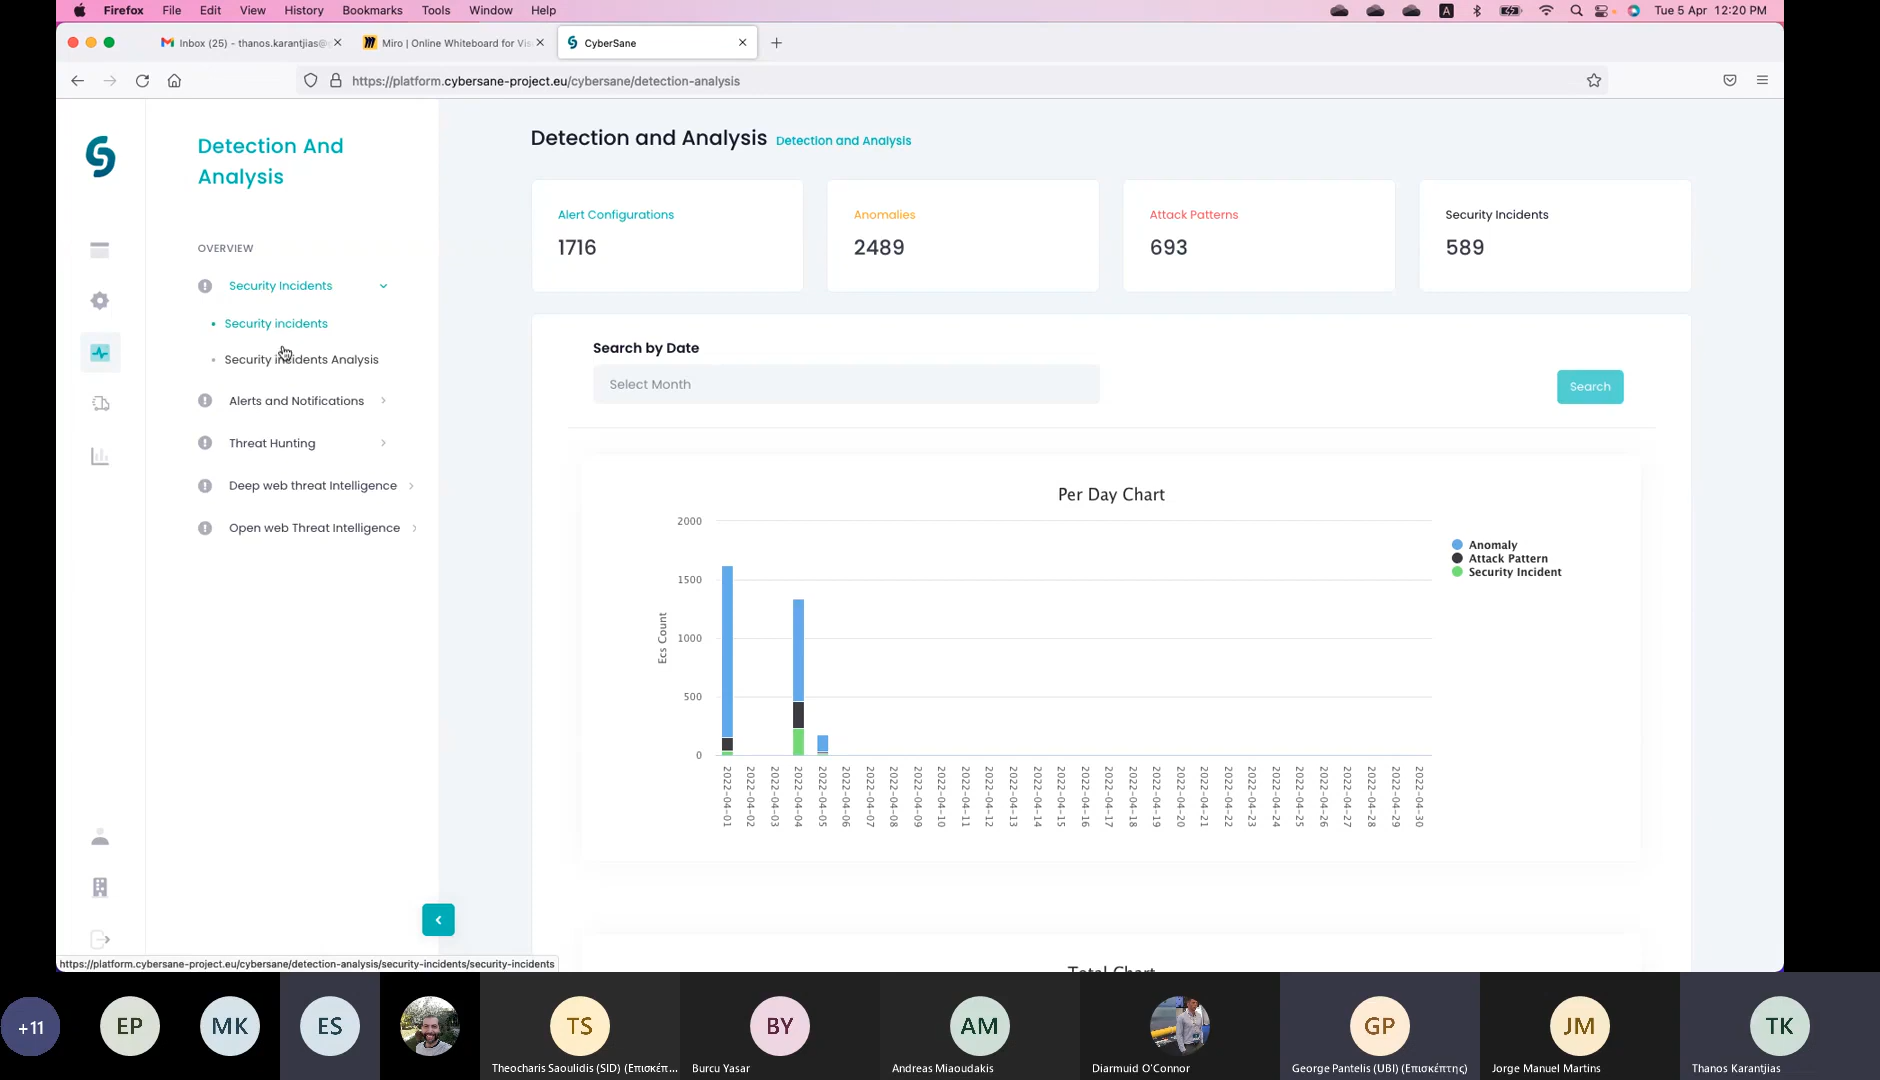 Firefox File Edit View History Bookmarks Tools Window Help
A
Tue 5 Apr 12:20 PM
Inbox (25) - thanos.karantjias@
Miro | Online Whiteboard for Vis
CyberSane
https://platform.cybersane-project.eu/cybersane/detection-analysis
Detection And
Analysis
OVERVIEW
Security Incidents
Security incidents
Security incidents Analysis
Alerts and Notifications
Threat Hunting
Deep web threat Intelligence
Open web Threat Intelligence
Detection and Analysis Detection and Analysis
Alert Configurations
1716
Anomalies
2489
Attack Patterns
693
Security Incidents
589
Search by Date
Select Month
Search
Per Day Chart
Ecs Count
2000
1500
1000
500
0
2022-04-01
2022-04-02
2022-04-03
2022-04-04
2022-04-05
2022-04-06
2022-04-07
2022-04-08
2022-04-09
2022-04-10
2022-04-11
2022-04-12
2022-04-13
2022-04-14
2022-04-15
2022-04-16
2022-04-17
2022-04-18
2022-04-19
2022-04-20
2022-04-21
2022-04-22
2022-04-23
2022-04-24
2022-04-25
2022-04-26
2022-04-27
2022-04-28
2022-04-29
2022-04-30
Anomaly
Attack Pattern
Security Incident
Total Chart
https://platform.cybersane-project.eu/cybersane/detection-analysis/security-incidents/security-incidents
+11
EP
MK
ES
TS
Theocharis Saoulidis (SID) (Επισκέπ...
BY
Burcu Yasar
AM
Andreas Miaoudakis
Diarmuid O'Connor
GP
George Pantelis (UBI) (Επισκέπτης)
JM
Jorge Manuel Martins
TK
Thanos Karantjias